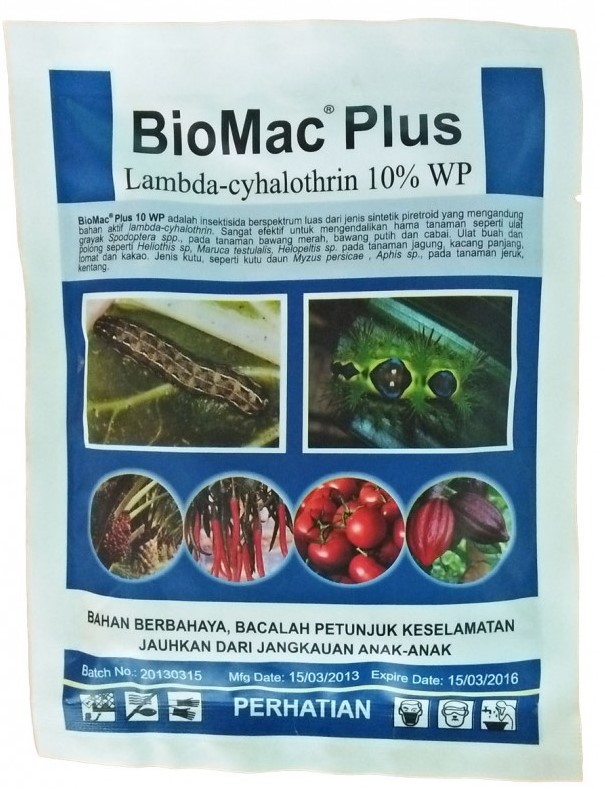 BioMac® Plus
Lambda-cyhalothrin 10% WP
BioMac® Plus 10 WP adalah insektisida berspektrum luas dari jenis sintetik piretroid yang mengandung
bahan aktif lambda-cyhalothrin. Sangat efektif untuk mengendalikan hama tanaman seperti ulat
grayak Spodoptera spp., pada tanaman bawang merah, bawang putih dan cabai. Ulat buah dan
polong seperti Heliothis sp, Maruca testulalis, Helopeltis sp. pada tanaman jagung, kacang panjang,
tomat dan kakao. Jenis kutu, seperti kutu daun Myzus persicae , Aphis sp., pada tanaman jeruk,
kentang.
BAHAN BERBAHAYA, BACALAH PETUNJUK KESELAMATAN
JAUHKAN DARI JANGKAUAN ANAK-ANAK
Batch No.: 20130315 Mfg Date: 15/03/2013 Expire Date: 15/03/2016
PERHATIAN